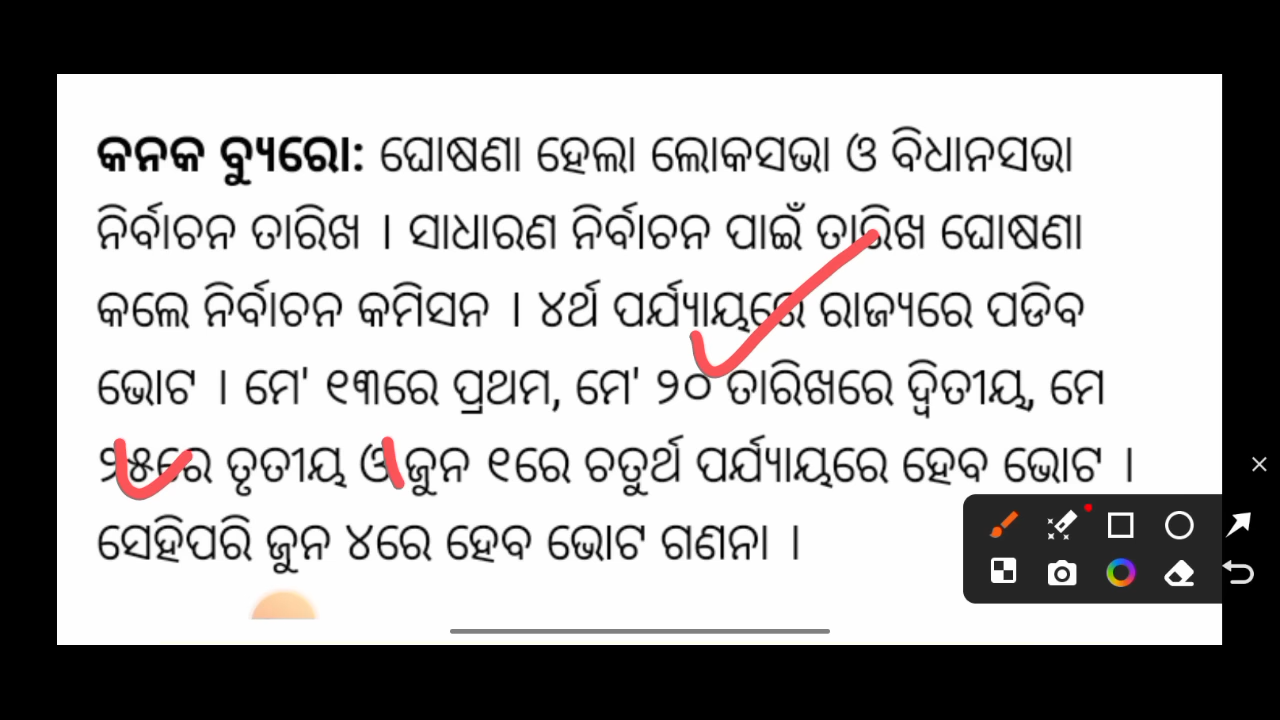 କନକ ବ୍ୟୁରୋ: ଘୋଷଣା ହେଲା ଲୋକସଭା ଓ ବିଧାନସଭା
ନିର୍ବାଚନ ତାରିଖ । ସାଧାରଣ ନିର୍ବାଚନ ପାଇଁ ତାରିଖ ଘୋଷଣା
କଲେ ନିର୍ବାଚନ କମିସନ । ୪ର୍ଥ ପର୍ଯ୍ୟାୟରେ ରାଜ୍ୟରେ ପଡିବ
ଭୋଟ । ମେ' ୧୩ରେ ପ୍ରଥମ, ମେ' ୨୦ ତାରିଖରେ ଦ୍ୱିତୀୟ, ମେ
୨୫ରେ ତୃତୀୟ ଓ ଜୁନ ୧ରେ ଚତୁର୍ଥ ପର୍ଯ୍ୟାୟରେ ହେବ ଭୋଟ ।
ସେହିପରି ଜୁନ ୪ରେ ହେବ ଭୋଟ ଗଣନା ।